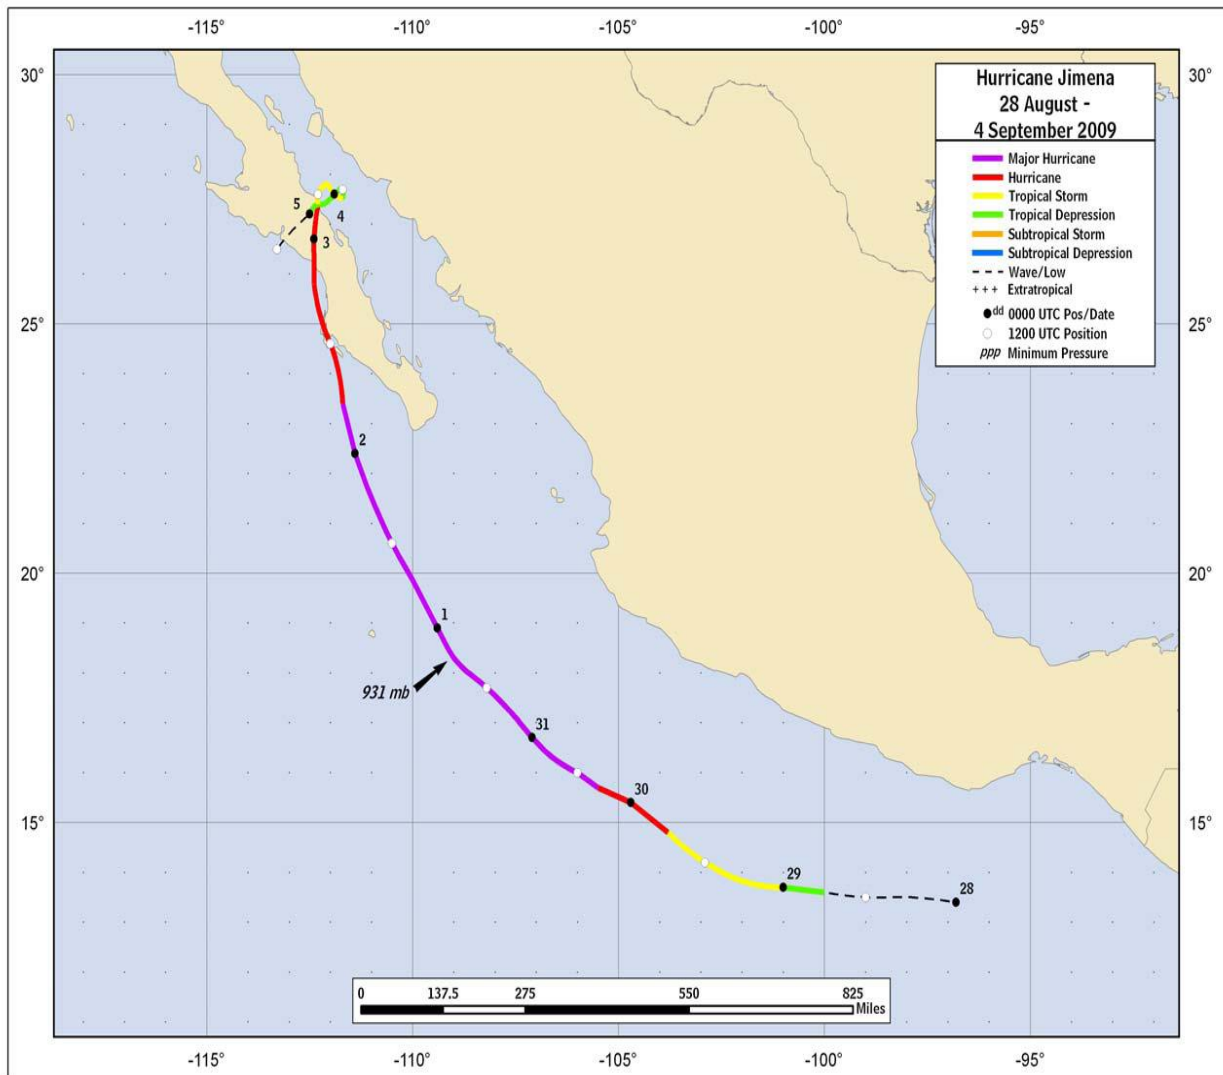 -115° -110° -105° -100° -95°
30° 30°
Hurricane Jimena
28 August -
4 September 2009
Major Hurricane
Hurricane
Tropical Storm
Tropical Depression
Subtropical Storm
Subtropical Depression
Wave/Low
+++ Extratropical
dd 0000 UTC Pos/Date
1200 UTC Position
ppp Minimum Pressure
5
4
3
25° 25°
2
20° 20°
1
931 mb
31
30
15° 15°
29
28
0 137.5 275 550 825
Miles
-115° -110° -105° -100° -95°